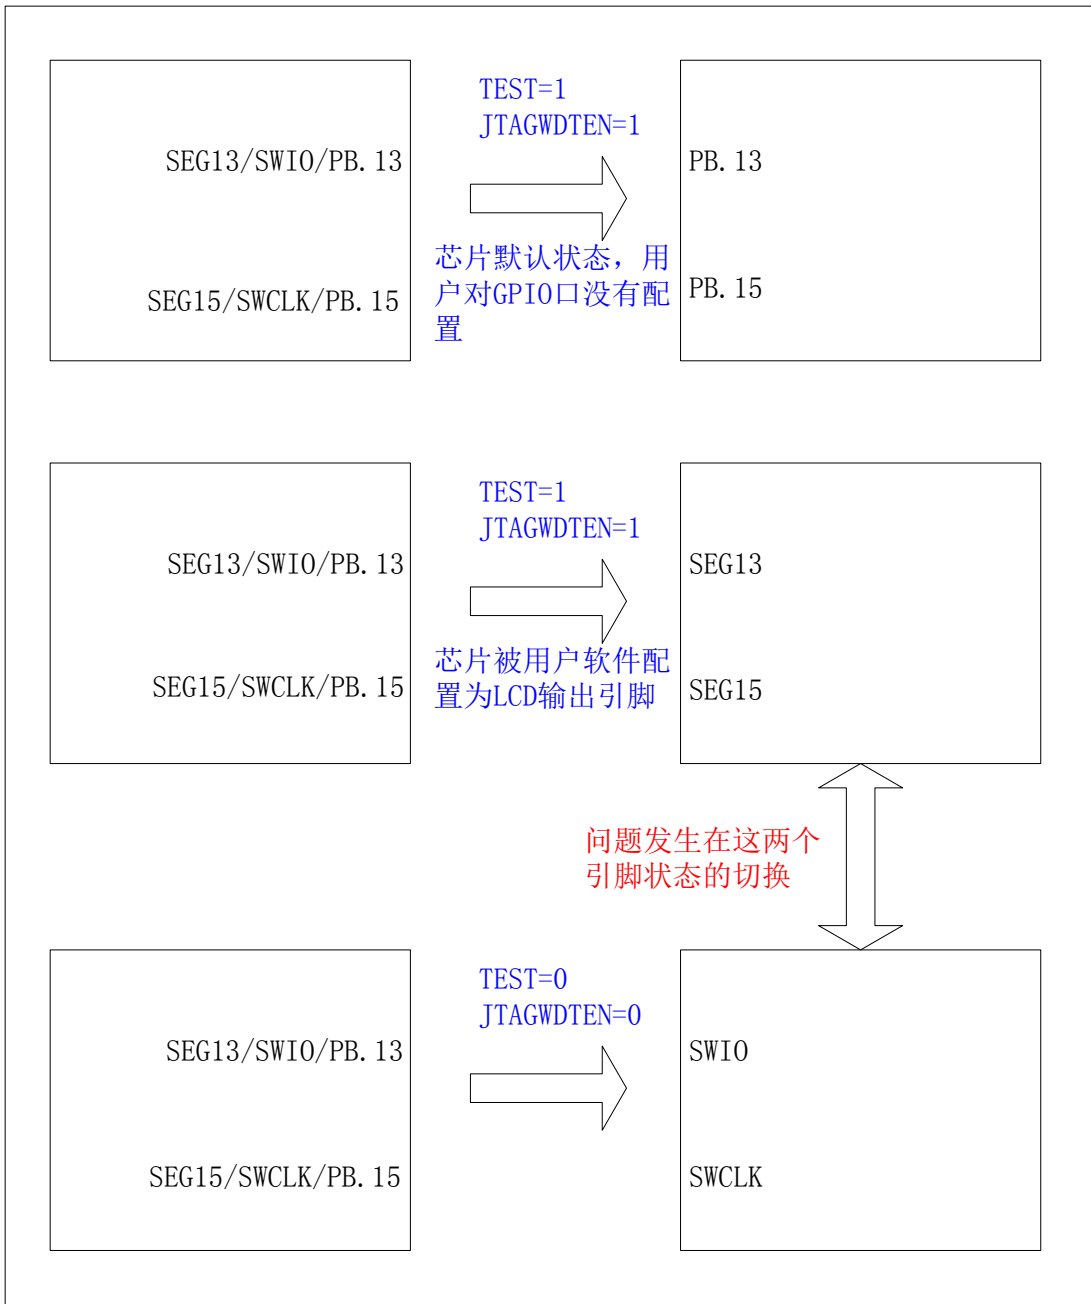 TEST=1
JTAGWDTEN=1
SEG13/SWIO/PB.13
PB.13
芯片默认状态，用
户对GPIO口没有配
置
SEG15/SWCLK/PB.15
PB.15
TEST=1
JTAGWDTEN=1
SEG13/SWIO/PB.13
SEG13
芯片被用户软件配
置为LCD输出引脚
SEG15/SWCLK/PB.15
SEG15
问题发生在这两个
引脚状态的切换
TEST=0
JTAGWDTEN=0
SEG13/SWIO/PB.13
SWIO
SEG15/SWCLK/PB.15
SWCLK